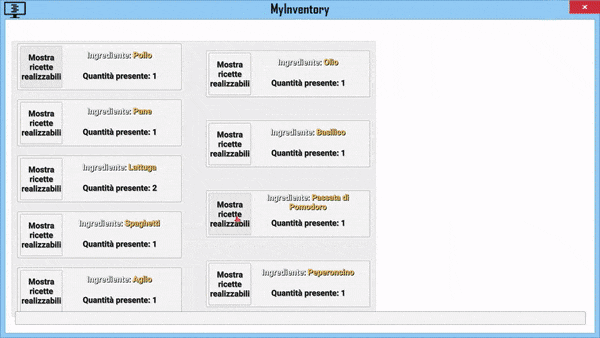 MyInventory
Mostra
ricette
realizzabili
Ingrediente: Pollo
Quantità presente: 1
Mostra
ricette
realizzabili
Ingrediente: Pane
Quantità presente: 1
Mostra
ricette
realizzabili
Ingrediente: Lattuga
Quantità presente: 2
Mostra
ricette
realizzabili
Ingrediente: Spaghetti
Quantità presente: 1
Mostra
ricette
realizzabili
Ingrediente: Aglio
Quantità presente: 1
Mostra
ricette
realizzabili
Ingrediente: Olio
Quantità presente: 1
Mostra
ricette
realizzabili
Ingrediente: Basilico
Quantità presente: 1
Mostra
ricette
realizzabili
Ingrediente: Passata di
Pomodoro
Quantità presente: 1
Mostra
ricette
realizzabili
Ingrediente: Peperoncino
Quantità presente: 1